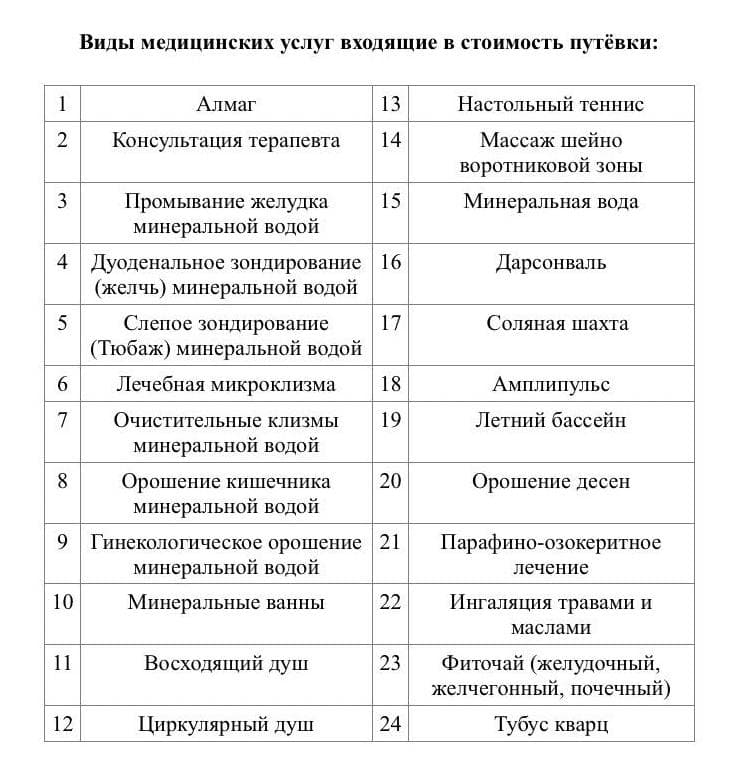 Виды медицинских услуг входящие в стоимость путёвки:
1 Алмаг 13 Настольный теннис
2 Консультация терапевта 14 Массаж шейно
воротниковой зоны
3 Промывание желудка 15 Минеральная вода
минеральной водой
4 Дуоденальное зондирование 16 Дарсонваль
(желчь) минеральной водой
5 Слепое зондирование 17 Соляная шахта
(Тюбаж) минеральной водой
6 Лечебная микроклизма 18 Амплипульс
7 Очистительные клизмы 19 Летний бассейн
минеральной водой
8 Орошение кишечника 20 Орошение десен
минеральной водой
9 Гинекологическое орошение 21 Парафино-озокеритное
минеральной водой лечение
10 Минеральные ванны 22 Ингаляция травами и
маслами
11 Восходящий душ 23 Фиточай (желудочный,
желчегонный, почечный)
12 Циркулярный душ 24 Тубус кварц